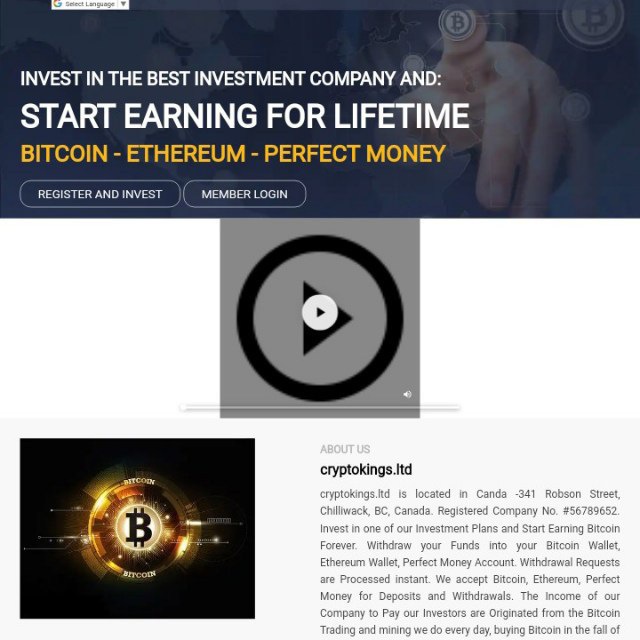 Select Language ▼
INVEST IN THE BEST INVESTMENT COMPANY AND:
START EARNING FOR LIFETIME
BITCOIN - ETHEREUM - PERFECT MONEY
REGISTER AND INVEST MEMBER LOGIN
ABOUT US
cryptokings.ltd
BITCOIN
cryptokings.ltd is located in Canda -341 Robson Street,
Chilliwack, BC, Canada. Registered Company No. #56789652.
Invest in one of our Investment Plans and Start Earning Bitcoin
Forever. Withdraw your Funds into your Bitcoin Wallet,
Ethereum Wallet, Perfect Money Account. Withdrawal Requests
are Processed instant. We accept Bitcoin, Ethereum, Perfect
BITCOIN
Money for Deposits and Withdrawals. The Income of our
Company to Pay our Investors are Originated from the Bitcoin
Trading and mining we do every day, buying Bitcoin in the fall of